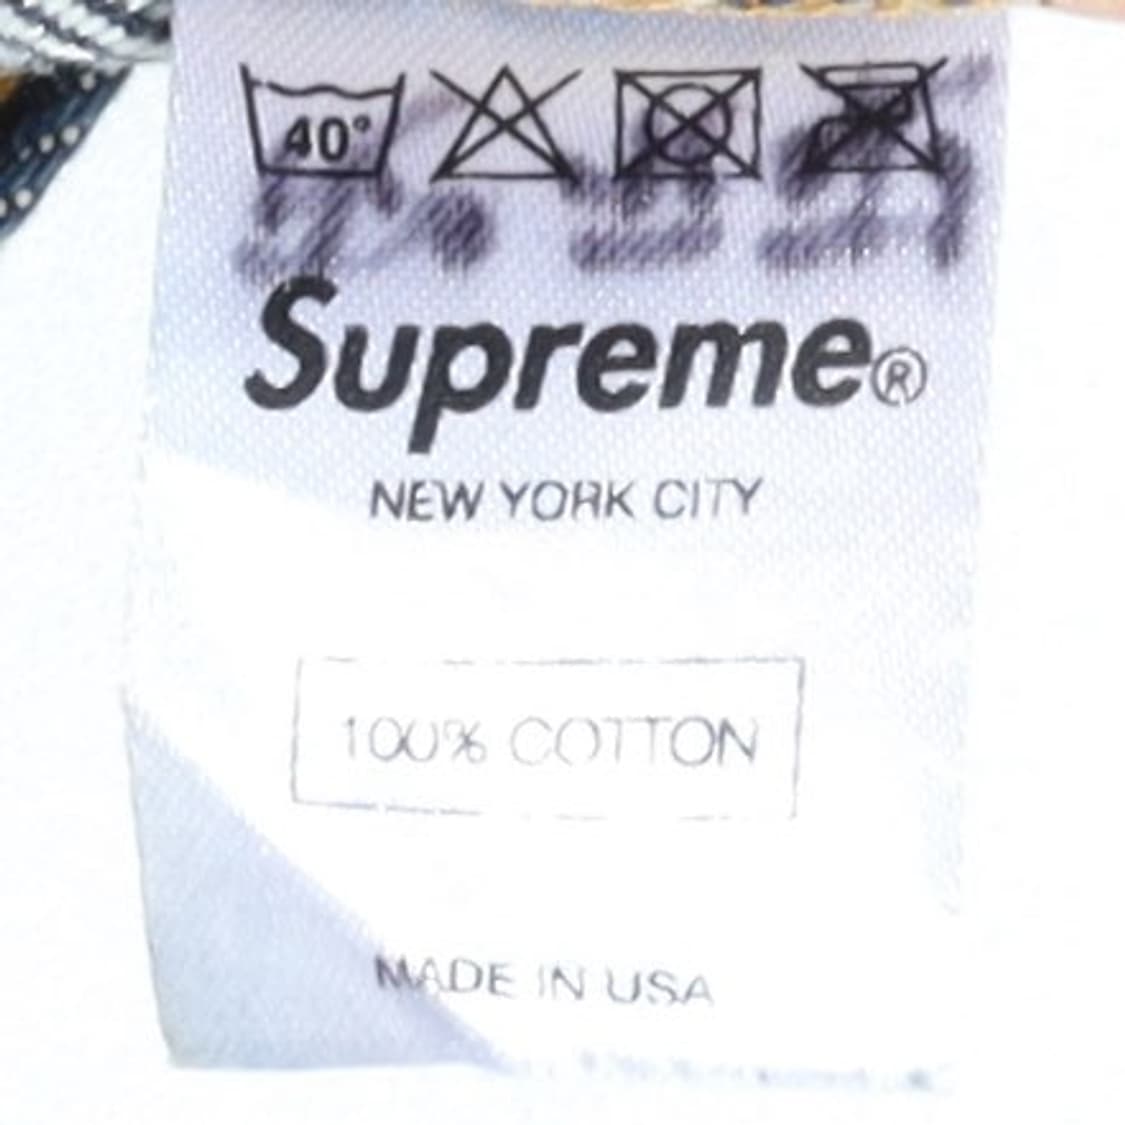 40°
Supreme®
NEW YORK CITY
100% COTTON
MADE IN USA